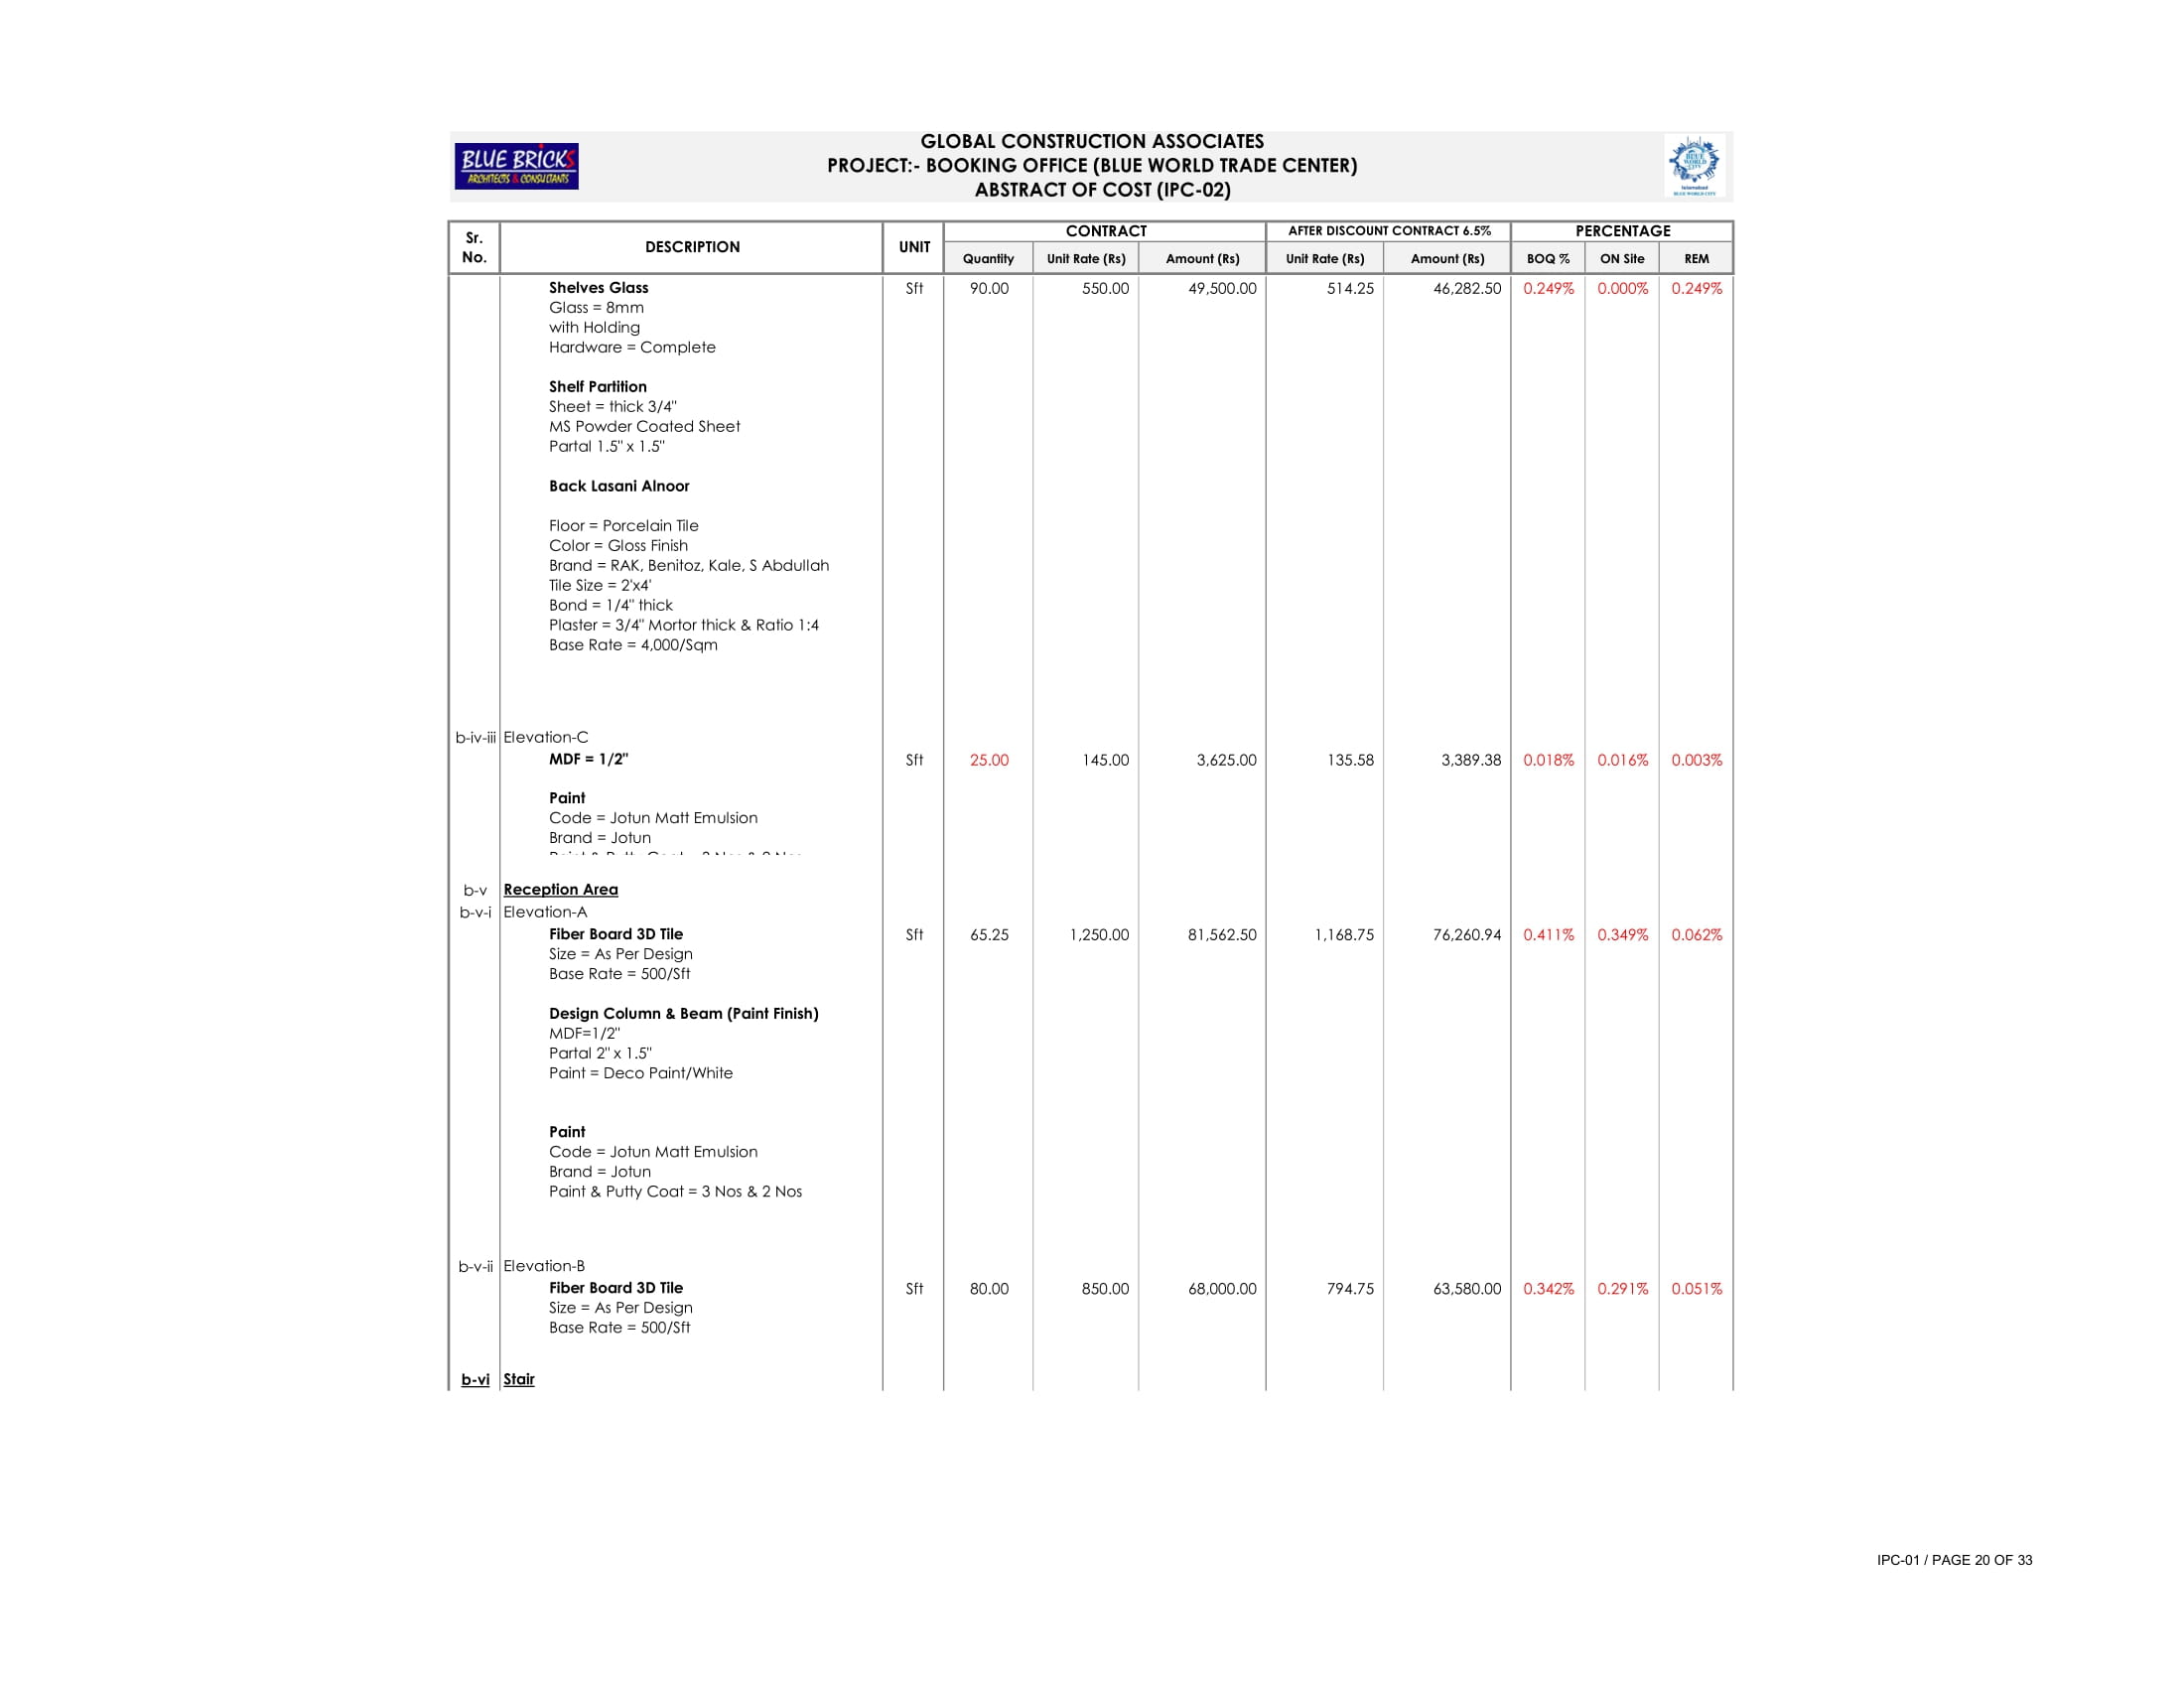 BLUE BRICKS
ARCHITECTS & CONSULTANTS
GLOBAL CONSTRUCTION ASSOCIATES
PROJECT:- BOOKING OFFICE (BLUE WORLD TRADE CENTER)
ABSTRACT OF COST (IPC-02)
BLUE WORLD CITY
Islamabad
BLUE WORLD CITY
Sr. No. DESCRIPTION UNIT CONTRACT AFTER DISCOUNT CONTRACT 6.5% PERCENTAGE
Quantity Unit Rate (Rs) Amount (Rs) Unit Rate (Rs) Amount (Rs) BOQ % ON Site REM
Shelves Glass Sft 90.00 550.00 49,500.00 514.25 46,282.50 0.249% 0.000% 0.249%
Glass = 8mm
with Holding
Hardware = Complete
Shelf Partition
Sheet = thick 3/4"
MS Powder Coated Sheet
Partal 1.5" x 1.5"
Back Lasani Alnoor
Floor = Porcelain Tile
Color = Gloss Finish
Brand = RAK, Benitoz, Kale, S Abdullah
Tile Size = 2'x4'
Bond = 1/4" thick
Plaster = 3/4" Mortor thick & Ratio 1:4
Base Rate = 4,000/Sqm
b-iv-iii Elevation-C
MDF = 1/2" Sft 25.00 145.00 3,625.00 135.58 3,389.38 0.018% 0.016% 0.003%
Paint
Code = Jotun Matt Emulsion
Brand = Jotun
b-v Reception Area
b-v-i Elevation-A
Fiber Board 3D Tile Sft 65.25 1,250.00 81,562.50 1,168.75 76,260.94 0.411% 0.349% 0.062%
Size = As Per Design
Base Rate = 500/Sft
Design Column & Beam (Paint Finish)
MDF=1/2"
Partal 2" x 1.5"
Paint = Deco Paint/White
Paint
Code = Jotun Matt Emulsion
Brand = Jotun
Paint & Putty Coat = 3 Nos & 2 Nos
b-v-ii Elevation-B
Fiber Board 3D Tile Sft 80.00 850.00 68,000.00 794.75 63,580.00 0.342% 0.291% 0.051%
Size = As Per Design
Base Rate = 500/Sft
b-vi Stair
IPC-01 / PAGE 20 OF 33